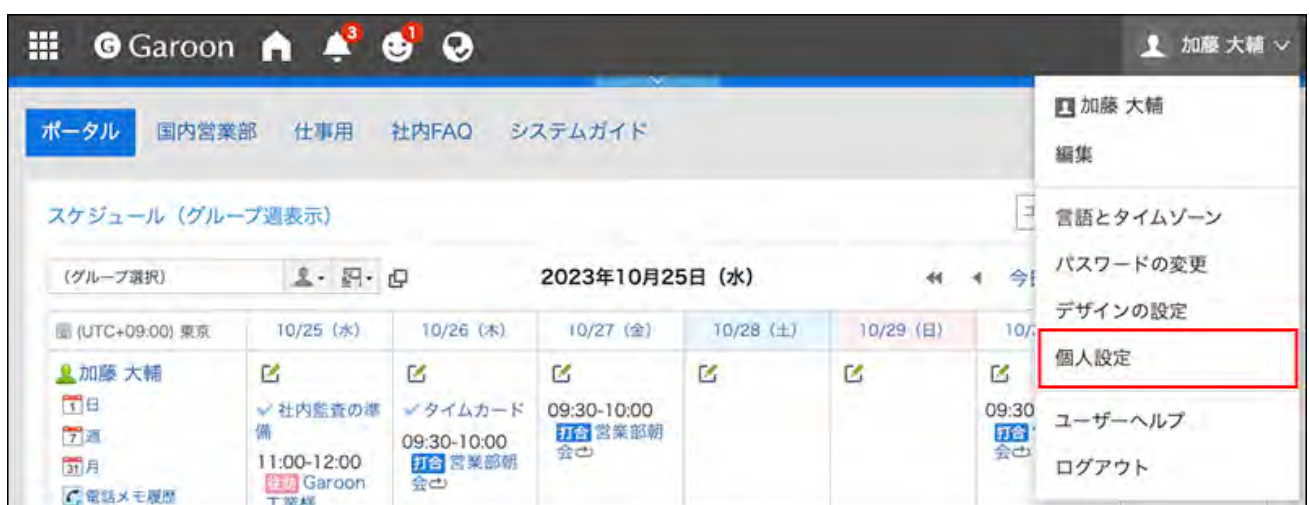 Garoon 3 1 加藤 大輔
ポータル 国内営業部 仕事用 社内FAQ システムガイド
加藤 大輔
編集
言語とタイムゾーン
パスワードの変更
デザインの設定
個人設定
ユーザーヘルプ
ログアウト
スケジュール（グループ週表示）
(グループ選択) 2023年10月25日（水）
(UTC+09:00) 東京 10/25（水） 10/26（木） 10/27（金） 10/28（土） 10/29（日）
加藤 大輔
1 日
7 週
31 月
電話メモ履歴
社内監査の準
備
11:00-12:00
往訪 Garoon
タイムカード
09:30-10:00
打合 営業部朝
会
09:30-10:00
打合 営業部朝
会
09:30
打合
会